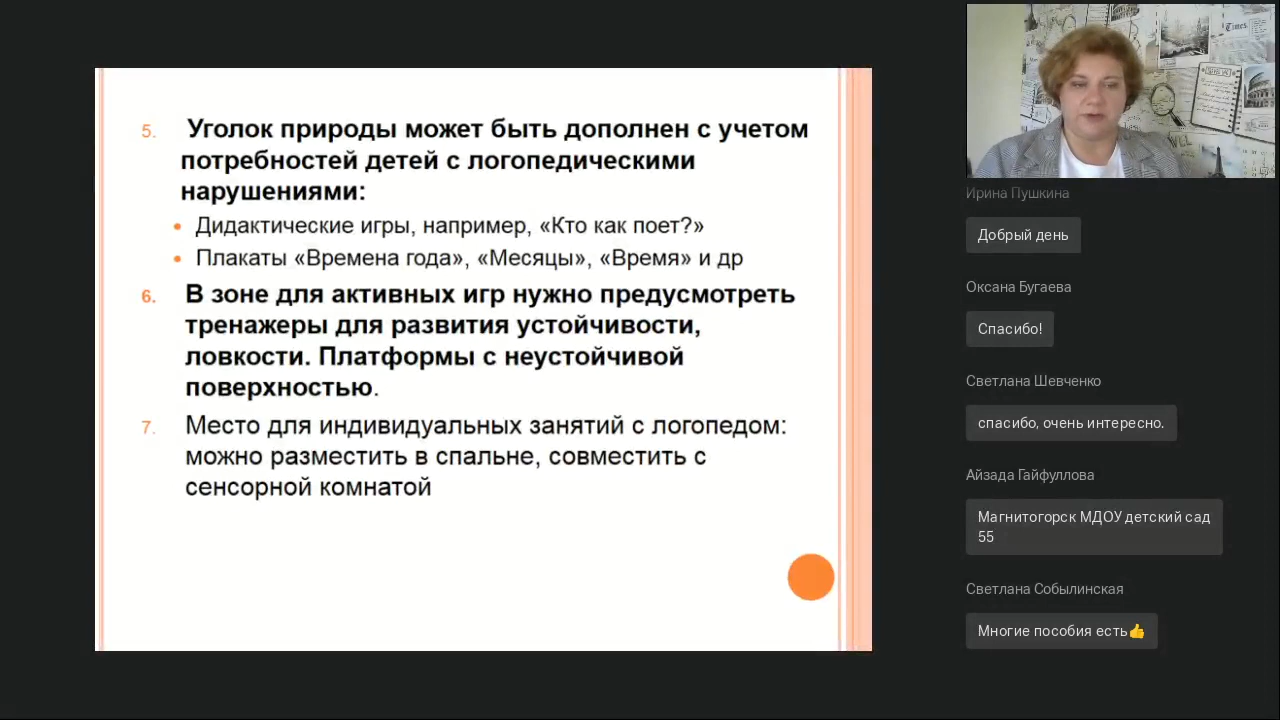 5. Уголок природы может быть дополнен с учетом
потребностей детей с логопедическими
нарушениями:
• Дидактические игры, например, «Кто как поет?»
• Плакаты «Времена года», «Месяцы», «Время» и др
6. В зоне для активных игр нужно предусмотреть
тренажеры для развития устойчивости,
ловкости. Платформы с неустойчивой
поверхностью.
7. Место для индивидуальных занятий с логопедом:
можно разместить в спальне, совместить с
сенсорной комнатой
Times
Ирина Пушкина
Добрый день
Оксана Бугаева
Спасибо!
Светлана Шевченко
спасибо, очень интересно.
Айзада Гайфуллова
Магнитогорск МДОУ детский сад
55
Светлана Собылинская
Многие пособия есть👍